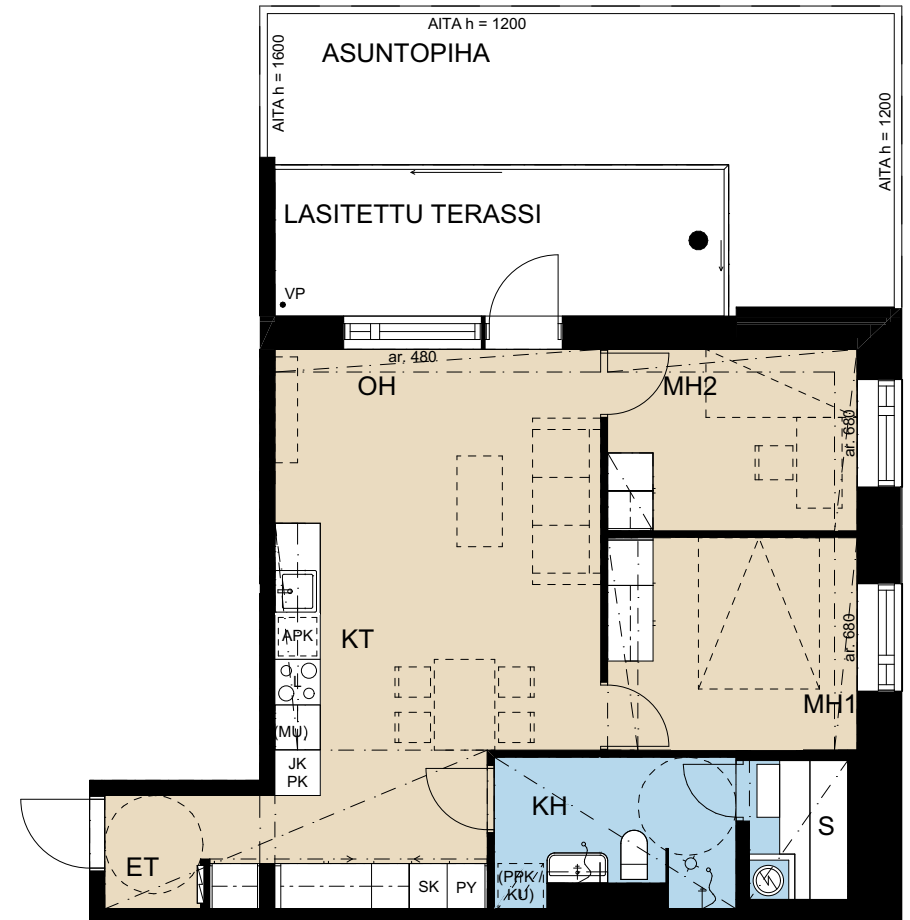 AITA h = 1200
ASUNTOPIHA
AITA h = 1600
AITA h = 1200
LASITETTU TERASSI
VP
ar. 480
OH
MH2
ar. 680
APK
KT
L
(MU)
JK
PK
ar. 680
MH1
KH
S
ET
SK
PY
(PPK/
KU)